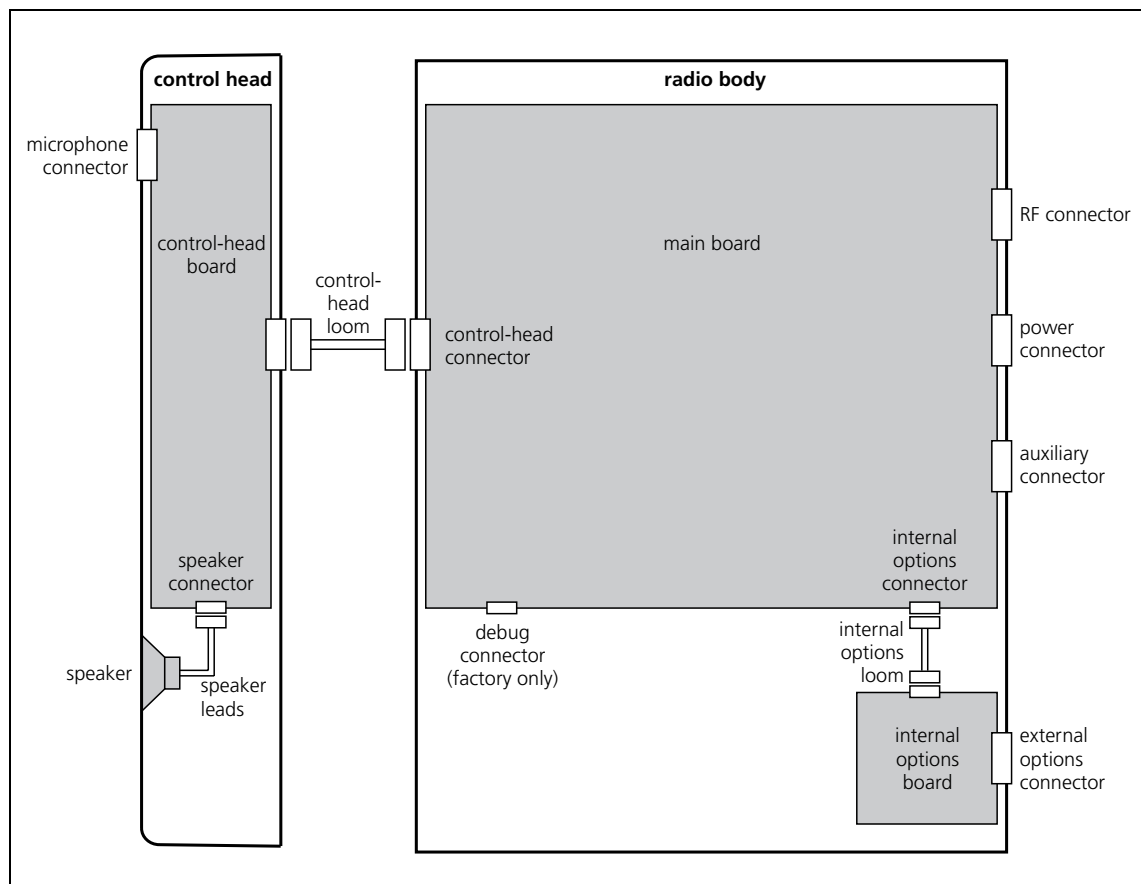 control head
radio body
microphone
connector
control-head
board
main board
RF connector
control-
head
loom
control-head
connector
power
connector
auxiliary
connector
speaker
connector
internal
options
connector
speaker
speaker
leads
debug
connector
(factory only)
internal
options
loom
internal
options
board
external
options
connector